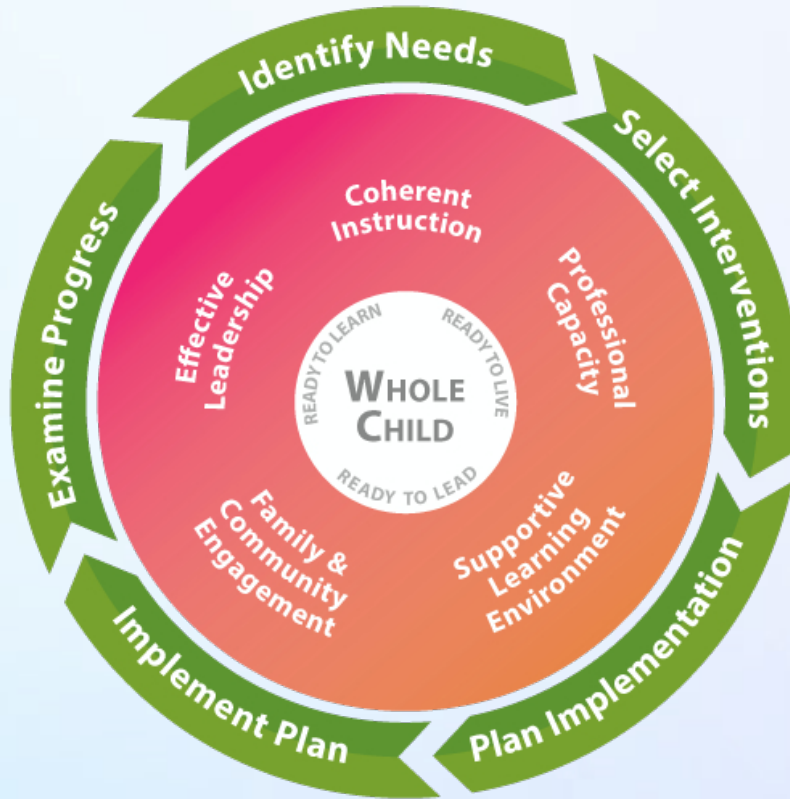 Identify Needs
Select Interventions
Plan Implementation
Implement Plan
Examine Progress
Coherent
Instruction
Professional
Capacity
Supportive
Learning
Environment
Family &
Community
Engagement
Effective
Leadership
READY TO LEARN
READY TO LIVE
READY TO LEAD
WHOLE
CHILD